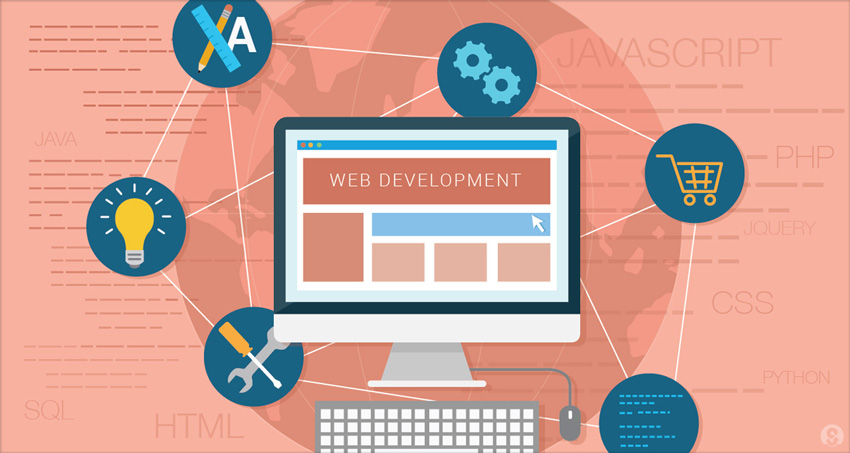 A
JAVASCRIPT
JAVA
PHP
WEB DEVELOPMENT
JQUERY
CSS
PYTHON
SQL
HTML
S